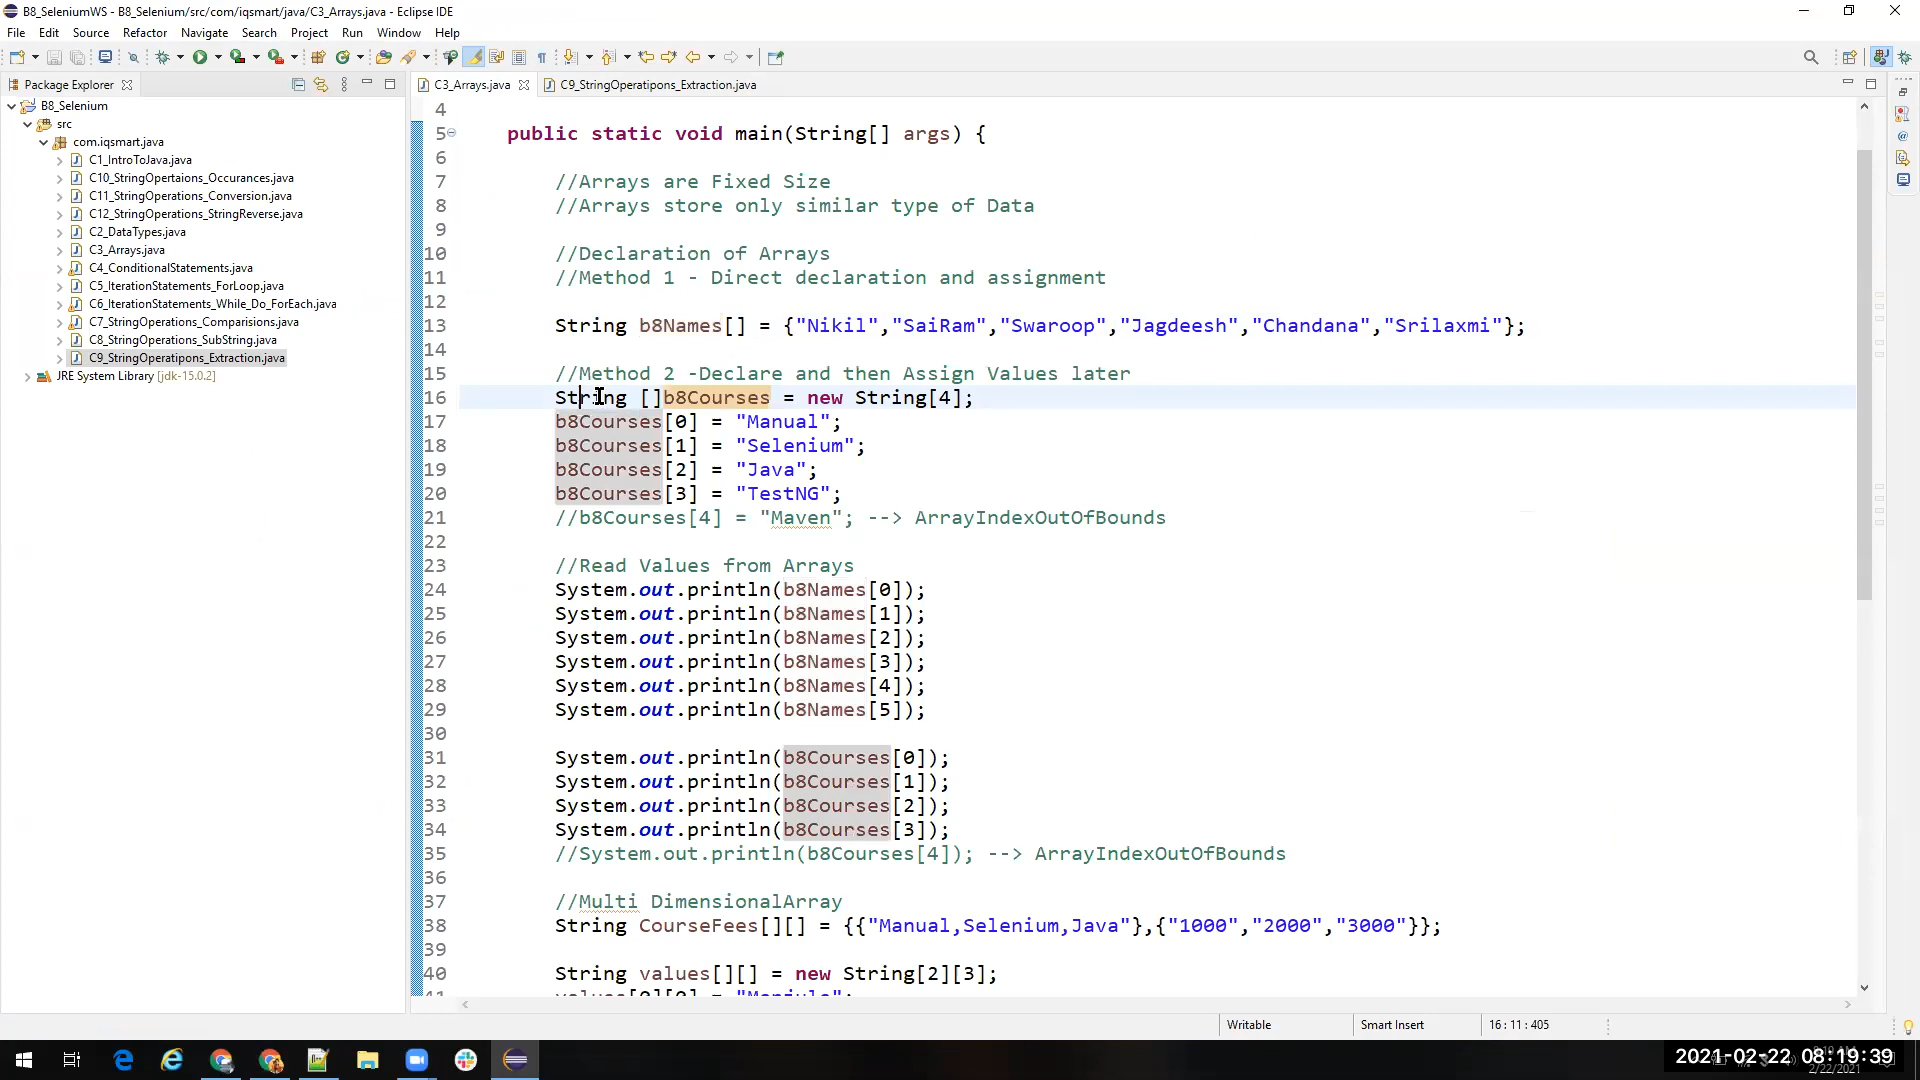 B8_SeleniumWS - B8_Selenium/src/com/iqsmart/java/C3_Arrays.java - Eclipse IDE
File Edit Source Refactor Navigate Search Project Run Window Help
Package Explorer
C3_Arrays.java
C9_StringOperatipons_Extraction.java
B8_Selenium
src
com.iqsmart.java
C1_IntroToJava.java
C10_StringOpertaions_Occurances.java
C11_StringOperations_Conversion.java
C12_StringOperations_StringReverse.java
C2_DataTypes.java
C3_Arrays.java
C4_ConditionalStatements.java
C5_IterationStatements_ForLoop.java
C6_IterationStatements_While_Do_ForEach.java
C7_StringOperations_Comparisions.java
C8_StringOperations_SubString.java
C9_StringOperatipons_Extraction.java
JRE System Library [jdk-15.0.2]
4
5 public static void main(String[] args) {
6
7 //Arrays are Fixed Size
8 //Arrays store only similar type of Data
9
10 //Declaration of Arrays
11 //Method 1 - Direct declaration and assignment
12
13 String b8Names[] = {"Nikil","SaiRam","Swaroop","Jagdeesh","Chandana","Srilaxmi"};
14
15 //Method 2 -Declare and then Assign Values later
16 String []b8Courses = new String[4];
17 b8Courses[0] = "Manual";
18 b8Courses[1] = "Selenium";
19 b8Courses[2] = "Java";
20 b8Courses[3] = "TestNG";
21 //b8Courses[4] = "Maven"; --> ArrayIndexOutOfBounds
22
23 //Read Values from Arrays
24 System.out.println(b8Names[0]);
25 System.out.println(b8Names[1]);
26 System.out.println(b8Names[2]);
27 System.out.println(b8Names[3]);
28 System.out.println(b8Names[4]);
29 System.out.println(b8Names[5]);
30
31 System.out.println(b8Courses[0]);
32 System.out.println(b8Courses[1]);
33 System.out.println(b8Courses[2]);
34 System.out.println(b8Courses[3]);
35 //System.out.println(b8Courses[4]); --> ArrayIndexOutOfBounds
36
37 //Multi DimensionalArray
38 String CourseFees[][] = {{"Manual,Selenium,Java"},{"1000","2000","3000"}};
39
40 String values[][] = new String[2][3];
Writable Smart Insert 16 : 11 : 405
2021-02-22 08:19:39
2/22/2021